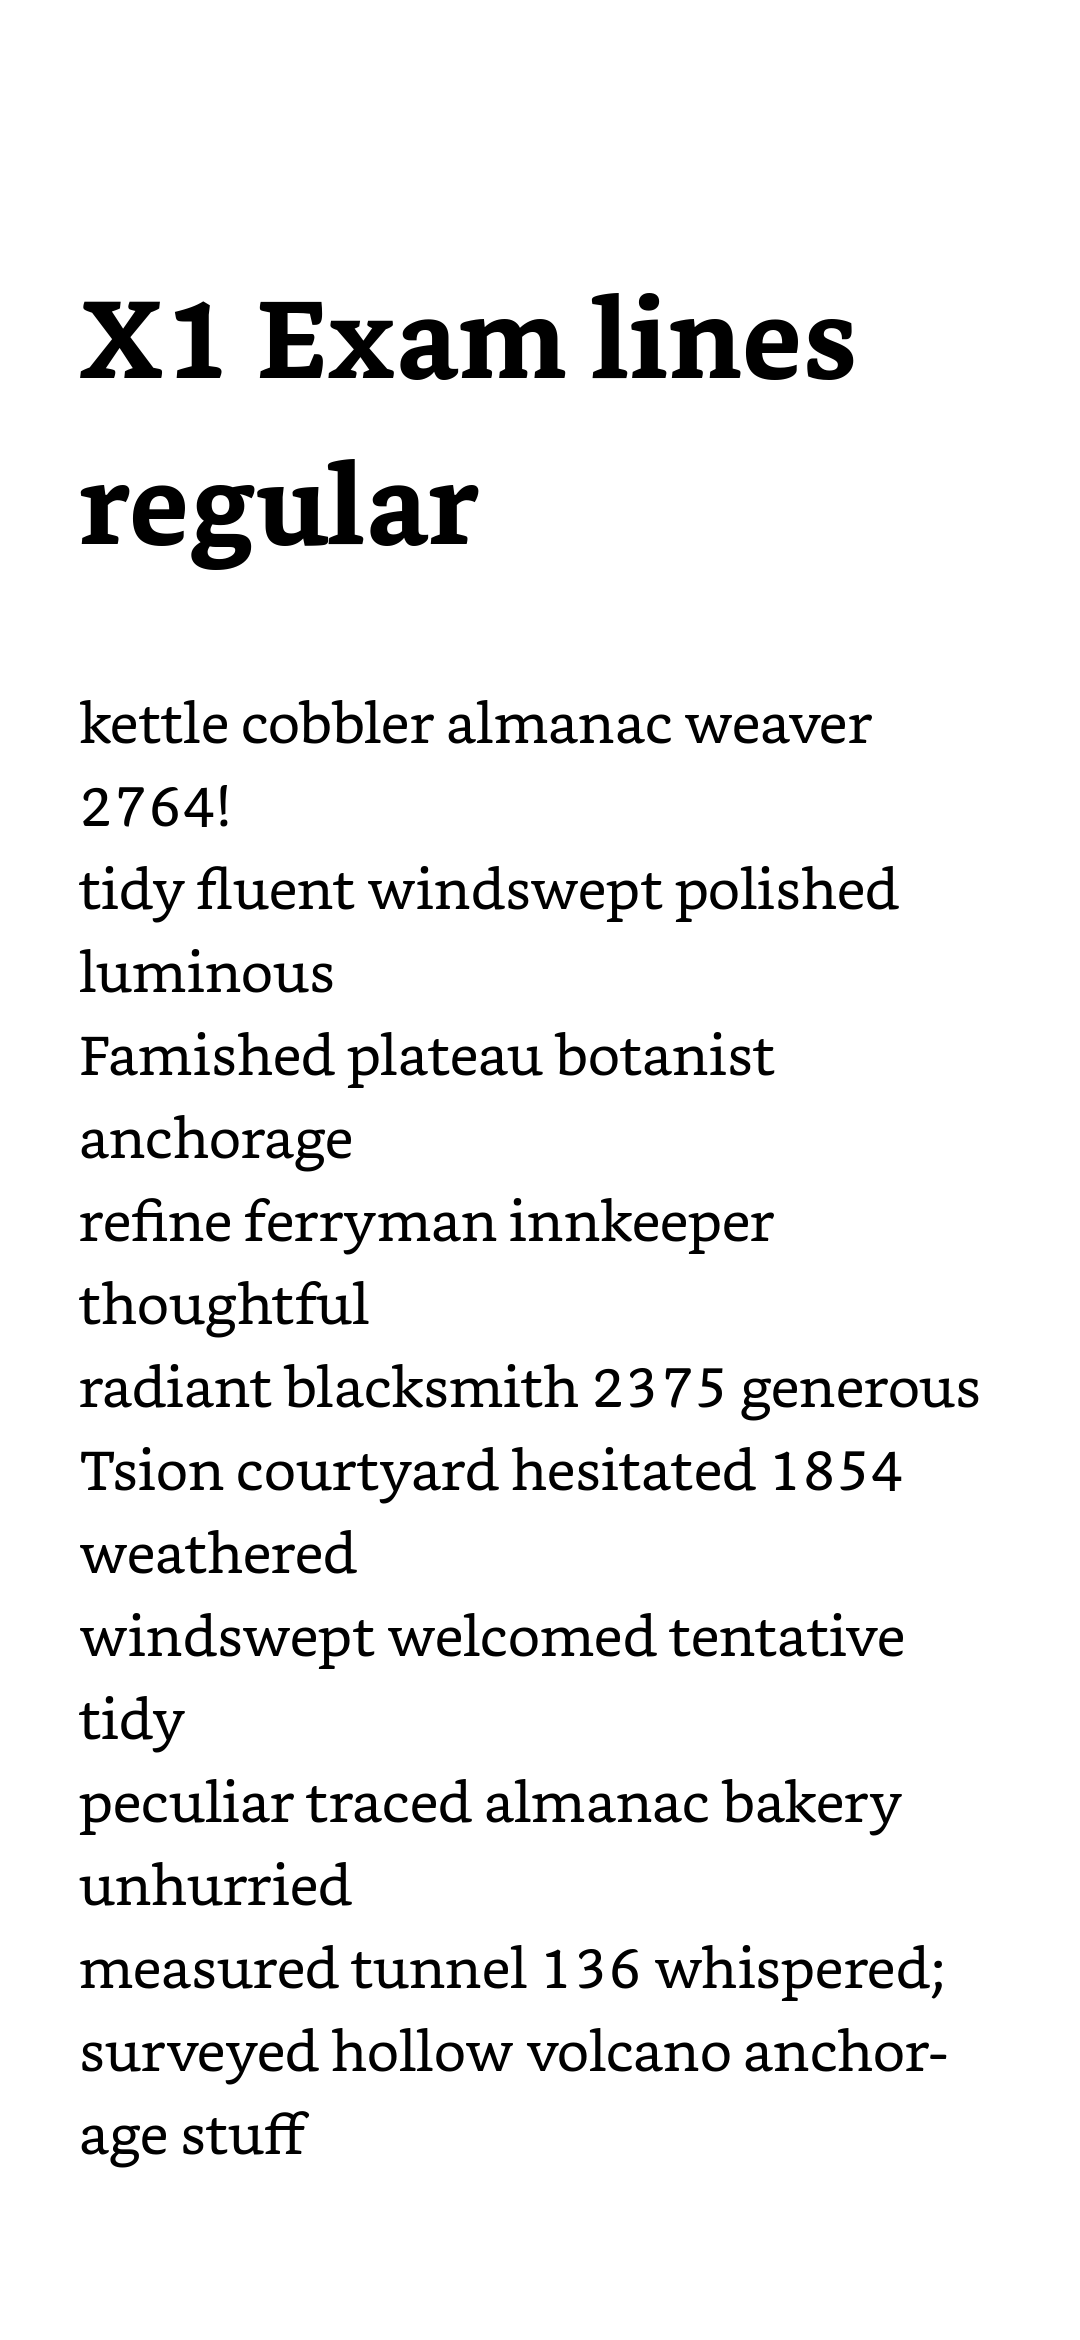 X1 Exam lines
regular
kettle cobbler almanac weaver
2764!
tidy fluent windswept polished
luminous
Famished plateau botanist
anchorage
refine ferryman innkeeper
thoughtful
radiant blacksmith 2375 generous
Tsion courtyard hesitated 1854
weathered
windswept welcomed tentative
tidy
peculiar traced almanac bakery
unhurried
measured tunnel 136 whispered;
surveyed hollow volcano anchor-
age stuff